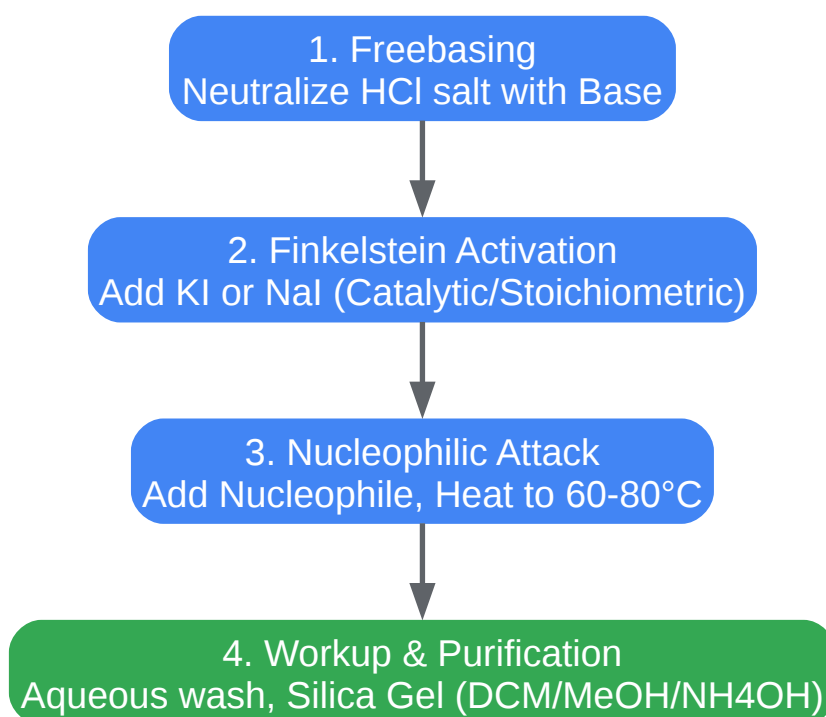 1. Freebasing
Neutralize HCl salt with Base
2. Finkelstein Activation
Add KI or NaI (Catalytic/Stoichiometric)
3. Nucleophilic Attack
Add Nucleophile, Heat to 60-80°C
4. Workup & Purification
Aqueous wash, Silica Gel (DCM/MeOH/NH4OH)